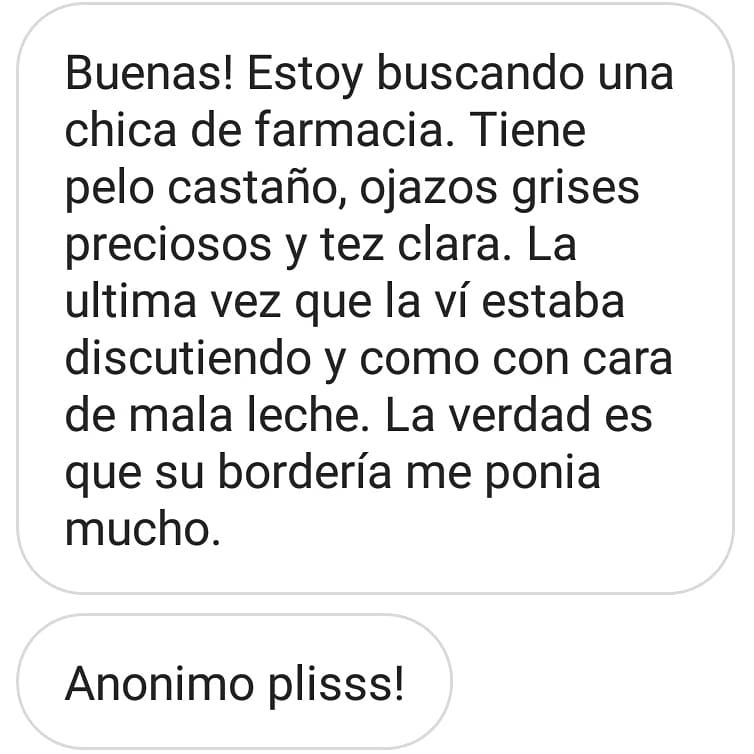 Buenas! Estoy buscando una
chica de farmacia. Tiene
pelo castaño, ojazos grises
preciosos y tez clara. La
ultima vez que la ví estaba
discutiendo y como con cara
de mala leche. La verdad es
que su bordería me ponia
mucho.
Anonimo plisss!